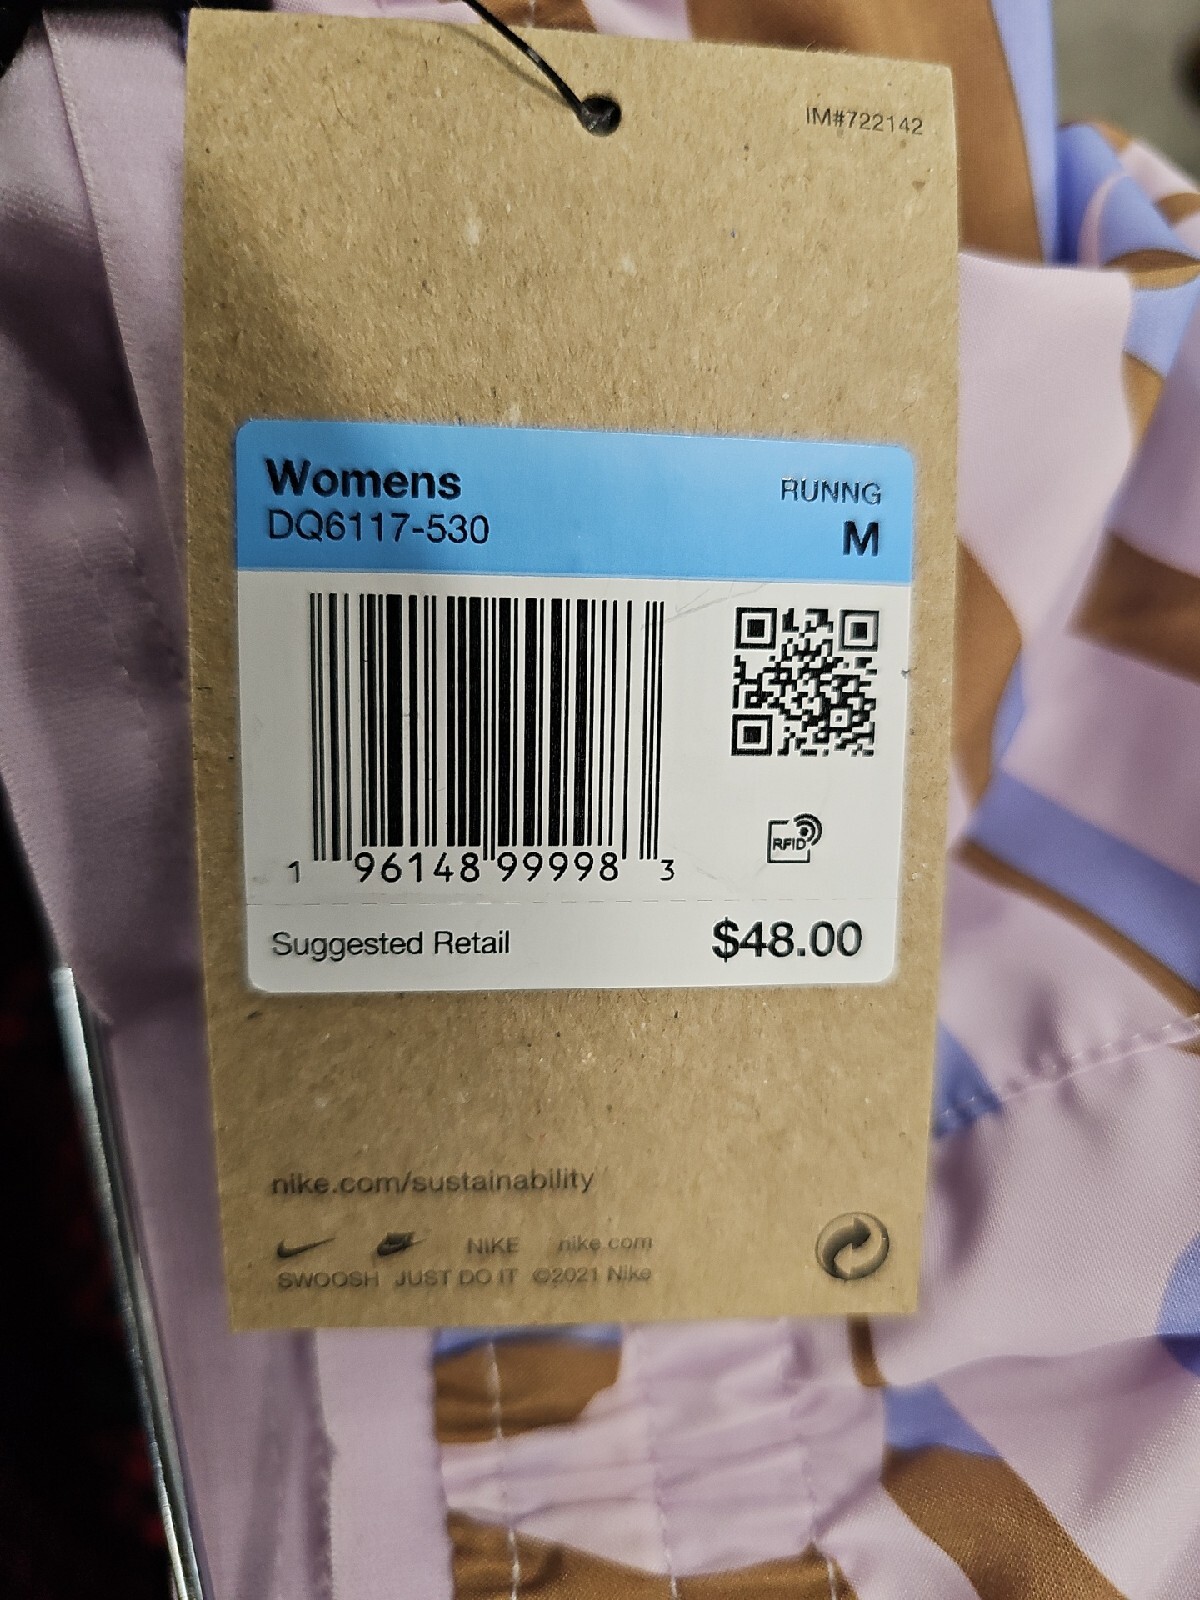 IM#722142
Womens
RUNNG
DQ6117-530
M
1 96148 99998 3
RFID
Suggested Retail
$48.00
nike.com/sustainability
NIKE nike.com
SWOOSH JUST DO IT ©2021 Nike